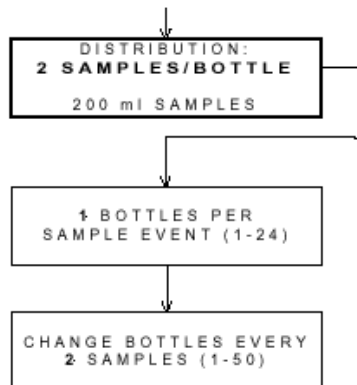 DISTRIBUTION:
2 SAMPLES/BOTTLE
200 ml SAMPLES
1 BOTTLES PER
SAMPLE EVENT (1-24)
CHANGE BOTTLES EVERY
2 SAMPLES (1-50)